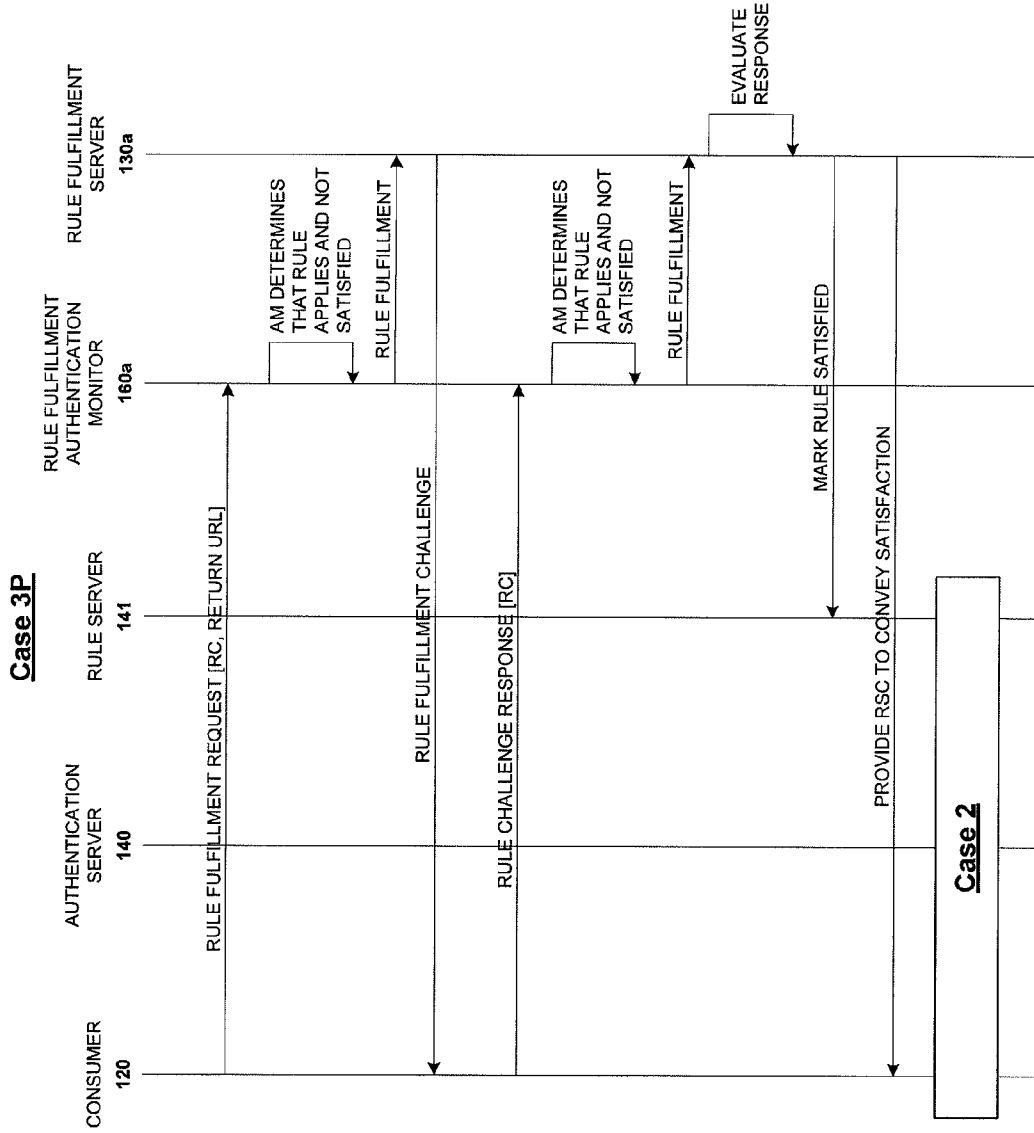 Case 3P
CONSUMER
120
AUTHENTICATION
SERVER
140
RULE SERVER
141
RULE FULFILLMENT
AUTHENTICATION
MONITOR
160a
RULE FULFILLMENT
SERVER
130a
RULE FULFILLMENT REQUEST [RC, RETURN URL]
AM DETERMINES
THAT RULE
APPLIES AND NOT
SATISFIED
RULE FULFILLMENT
RULE FULFILLMENT CHALLENGE
RULE CHALLENGE RESPONSE [RC]
AM DETERMINES
THAT RULE
APPLIES AND NOT
SATISFIED
RULE FULFILLMENT
EVALUATE
RESPONSE
MARK RULE SATISFIED
PROVIDE RSC TO CONVEY SATISFACTION
Case 2